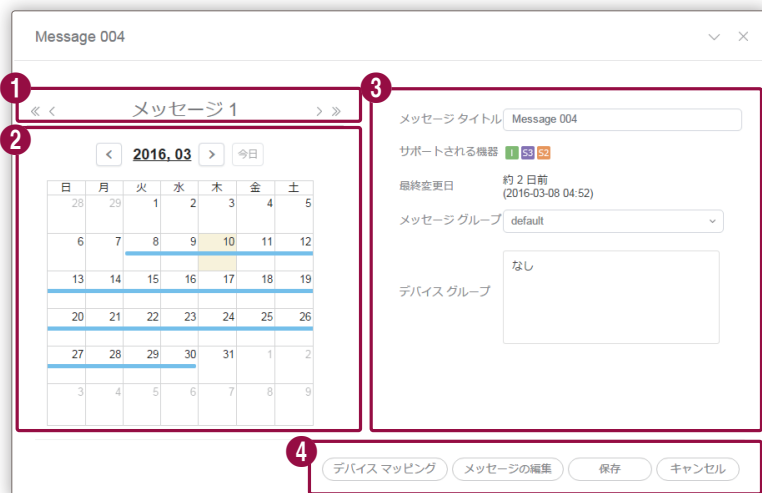 Message 004
1
« < メッセージ 1 > »
2
< 2016, 03 > 今日
日 月 火 水 木 金 土
28 29 1 2 3 4 5
6 7 8 9 10 11 12
13 14 15 16 17 18 19
20 21 22 23 24 25 26
27 28 29 30 31 1 2
3 4 5 6 7 8 9
3
メッセージ タイトル Message 004
サポートされる機器 I S3 S2
最終変更日 約 2 日前
(2016-03-08 04:52)
メッセージ グループ default
デバイス グループ なし
4
デバイス マッピング メッセージの編集 保存 キャンセル